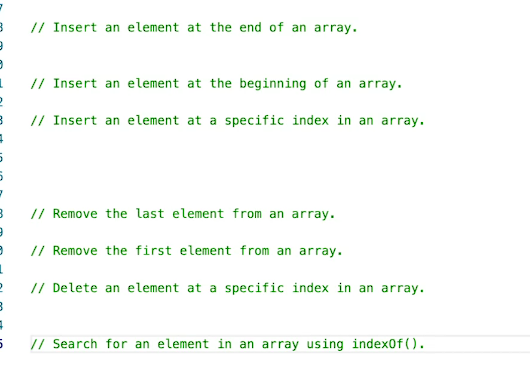 // Insert an element at the end of an array.
// Insert an element at the beginning of an array.
// Insert an element at a specific index in an array.
// Remove the last element from an array.
// Remove the first element from an array.
// Delete an element at a specific index in an array.
// Search for an element in an array using indexOf().